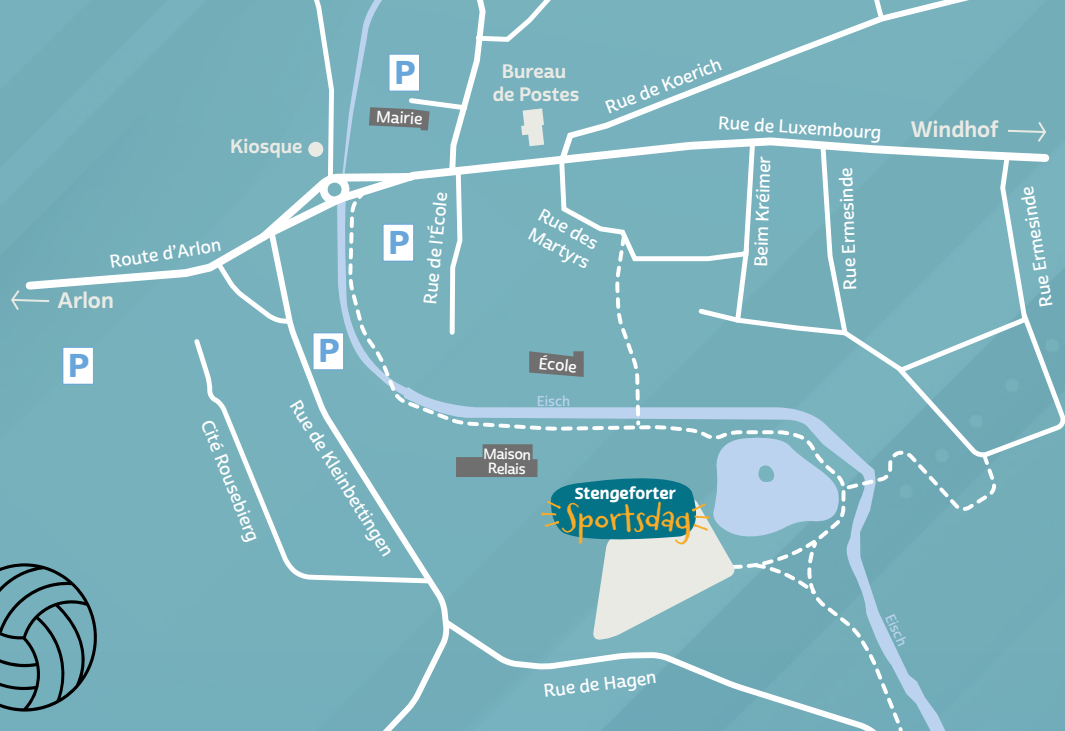 P
Bureau
de Postes
Rue de Koerich
Mairie
Rue de Luxembourg
Windhof
Kiosque
Route d'Arlon
Arlon
P
Rue de l'École
Rue des
Martyrs
Beim Kréimer
Rue Ermesinde
Rue Ermesinde
P
P
École
Eisch
Cité Rousebierg
Rue de Kleinbettingen
Maison
Relais
Stengeforter
Sportsdag
Eisch
Rue de Hagen